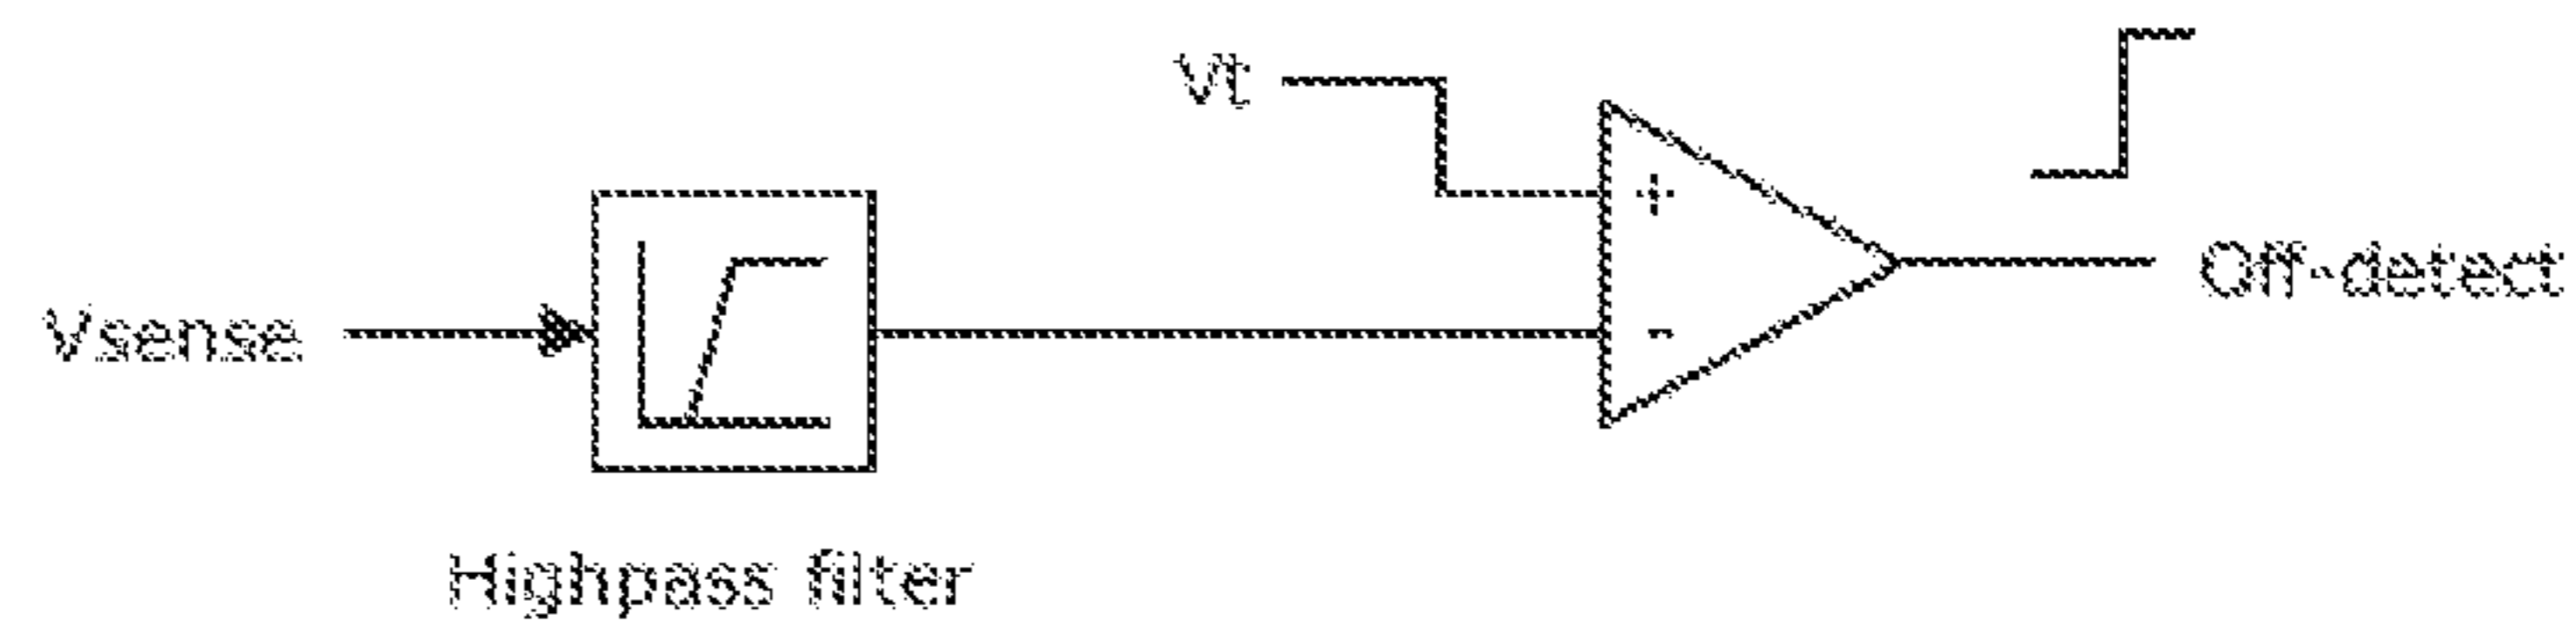 Vt
+
Off-detect
Vsense
-
Highpass filter